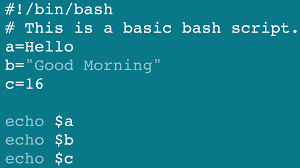 #!/bin/bash
# This is a basic bash script.
a=Hello
b="Good Morning"
c=16
echo $a
echo $b
echo $c